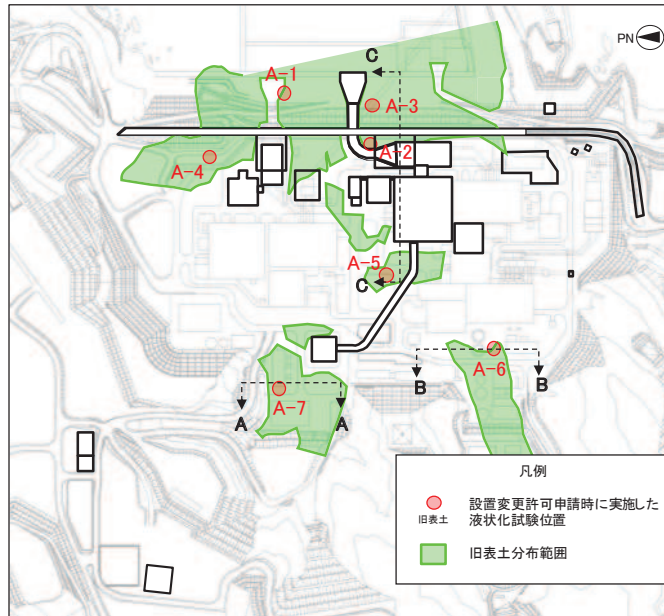 PN
C
A-1
A-3
A-2
A-4
A-5
C
A-6
B
B
A-7
A
A
凡例
旧表土
設置変更許可申請時に実施した
液状化試験位置
旧表土分布範囲